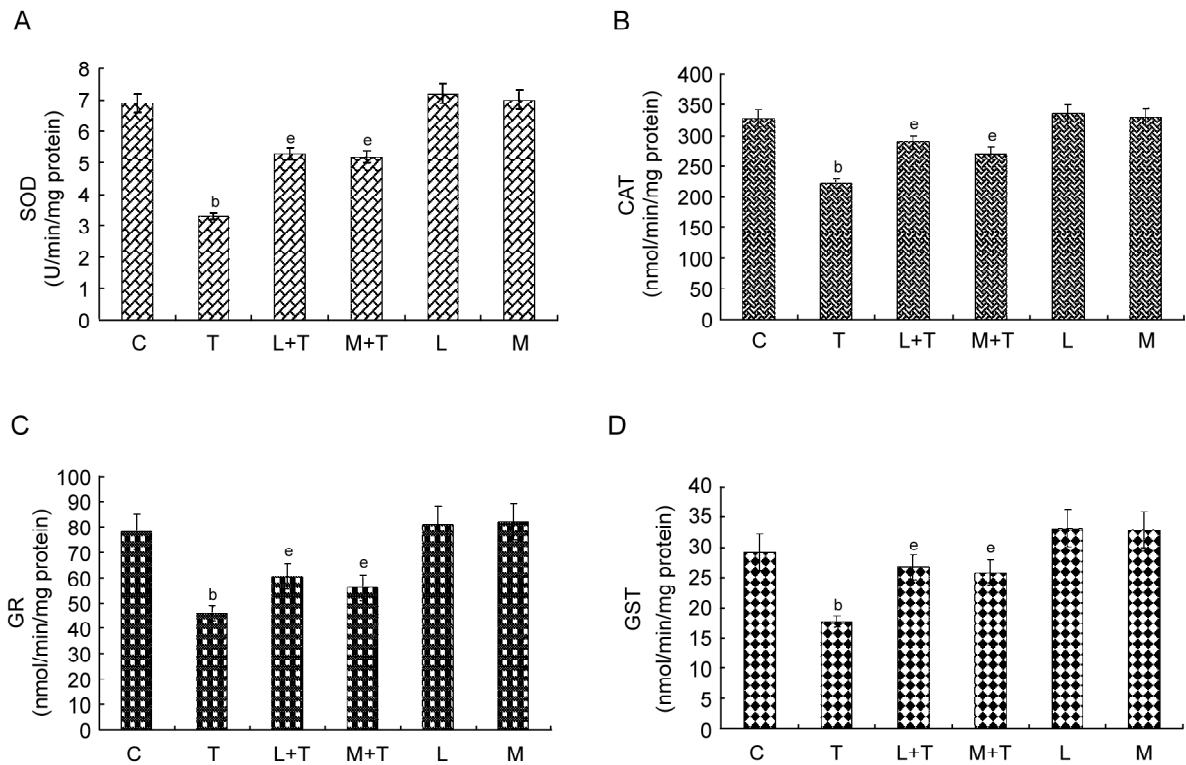 A
SOD
(U/min/mg protein)
8
7
6
5
4
3
2
1
0
b
e
e
C T L+T M+T L M
B
CAT
(nmol/min/mg protein)
400
350
300
250
200
150
100
50
0
b
e
e
C T L+T M+T L M
C
GR
(nmol/min/mg protein)
100
90
80
70
60
50
40
30
20
10
0
b
e
e
C T L+T M+T L M
D
GST
(nmol/min/mg protein)
40
35
30
25
20
15
10
5
0
b
e
e
C T L+T M+T L M